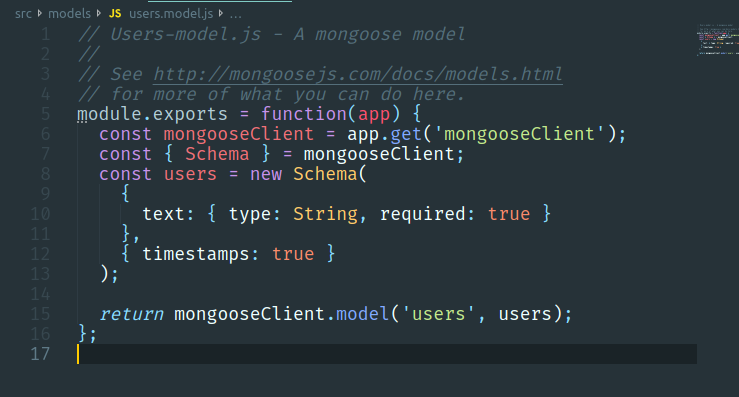 src > models > JS users.model.js > ...
1 // Users-model.js - A mongoose model
2 //
3 // See http://mongoosejs.com/docs/models.html
4 // for more of what you can do here.
5 module.exports = function(app) {
6   const mongooseClient = app.get('mongooseClient');
7   const { Schema } = mongooseClient;
8   const users = new Schema(
9     {
10       text: { type: String, required: true }
11     },
12     { timestamps: true }
13   );
14
15   return mongooseClient.model('users', users);
16 };
17